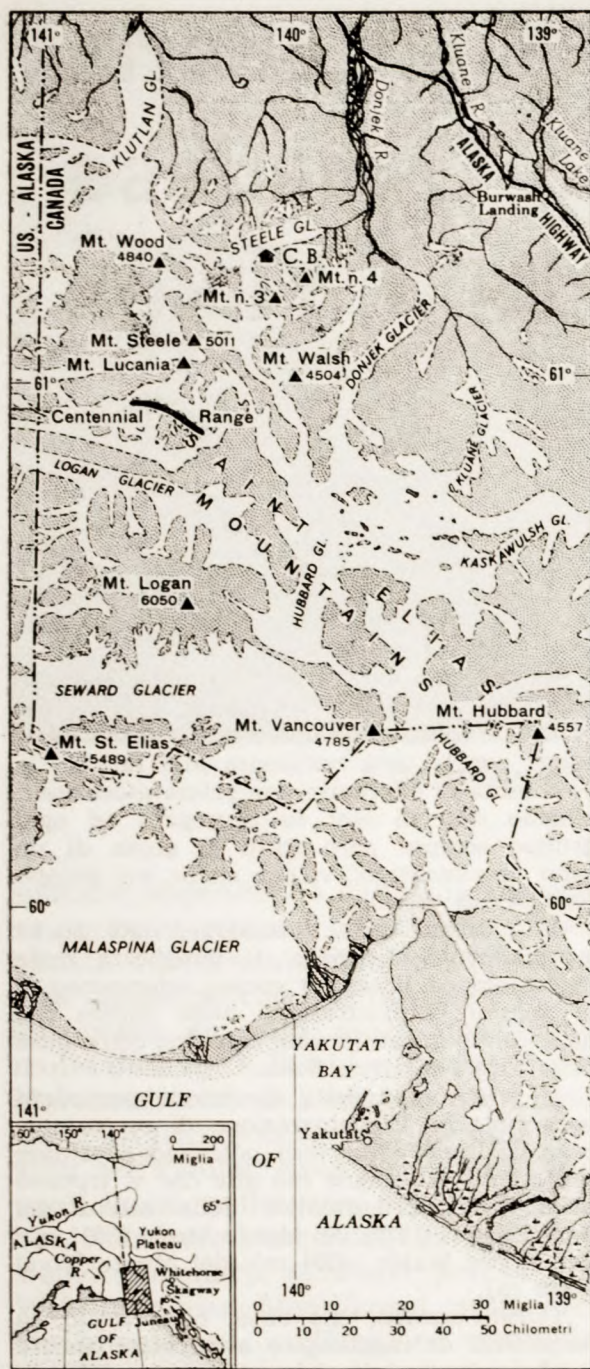 141° 140° 139°
KLUTLAN GL.
Donjek R.
Kluane R.
Kluane Lake
ALASKA HIGHWAY
Burwash Landing
US. - ALASKA
CANADA
STEELE GL.
Mt. Wood
4840
C.B.
Mt. n. 4
Mt. n. 3
Mt. Steele 5011
Mt. Lucania
Mt. Walsh
4504
DONJEK GLACIER
61° 61°
Centennial Range
KLUANE GLACIER
LOGAN GLACIER
SAINT ELIAS
MOUNTAINS
HUBBARD GL.
KASKAWULSH GL.
Mt. Logan
6050
SEWARD GLACIER
Mt. Vancouver
4785
Mt. Hubbard
4557
Mt. St. Elias
5489
HUBBARD GL.
60° 60°
MALASPINA GLACIER
YAKUTAT
BAY
GULF
141°
Yakutat
OF
ALASKA
150° 140°
0 200
Miglia
65°
Yukon R.
ALASKA
Yukon
Plateau
Copper
R.
Whitehorse
Skagway
Juneau
GULF
OF
ALASKA
140° 139°
0 10 20 30 Miglia
0 10 20 30 40 50 Chilometri